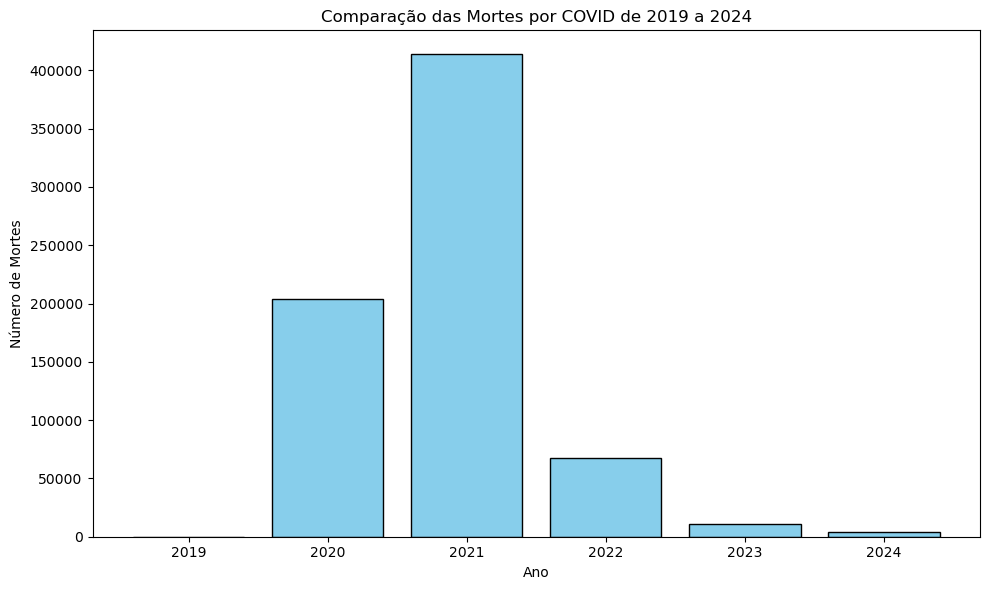 Comparação das Mortes por COVID de 2019 a 2024
Número de Mortes
400000
350000
300000
250000
200000
150000
100000
50000
0
2019 2020 2021 2022 2023 2024
Ano